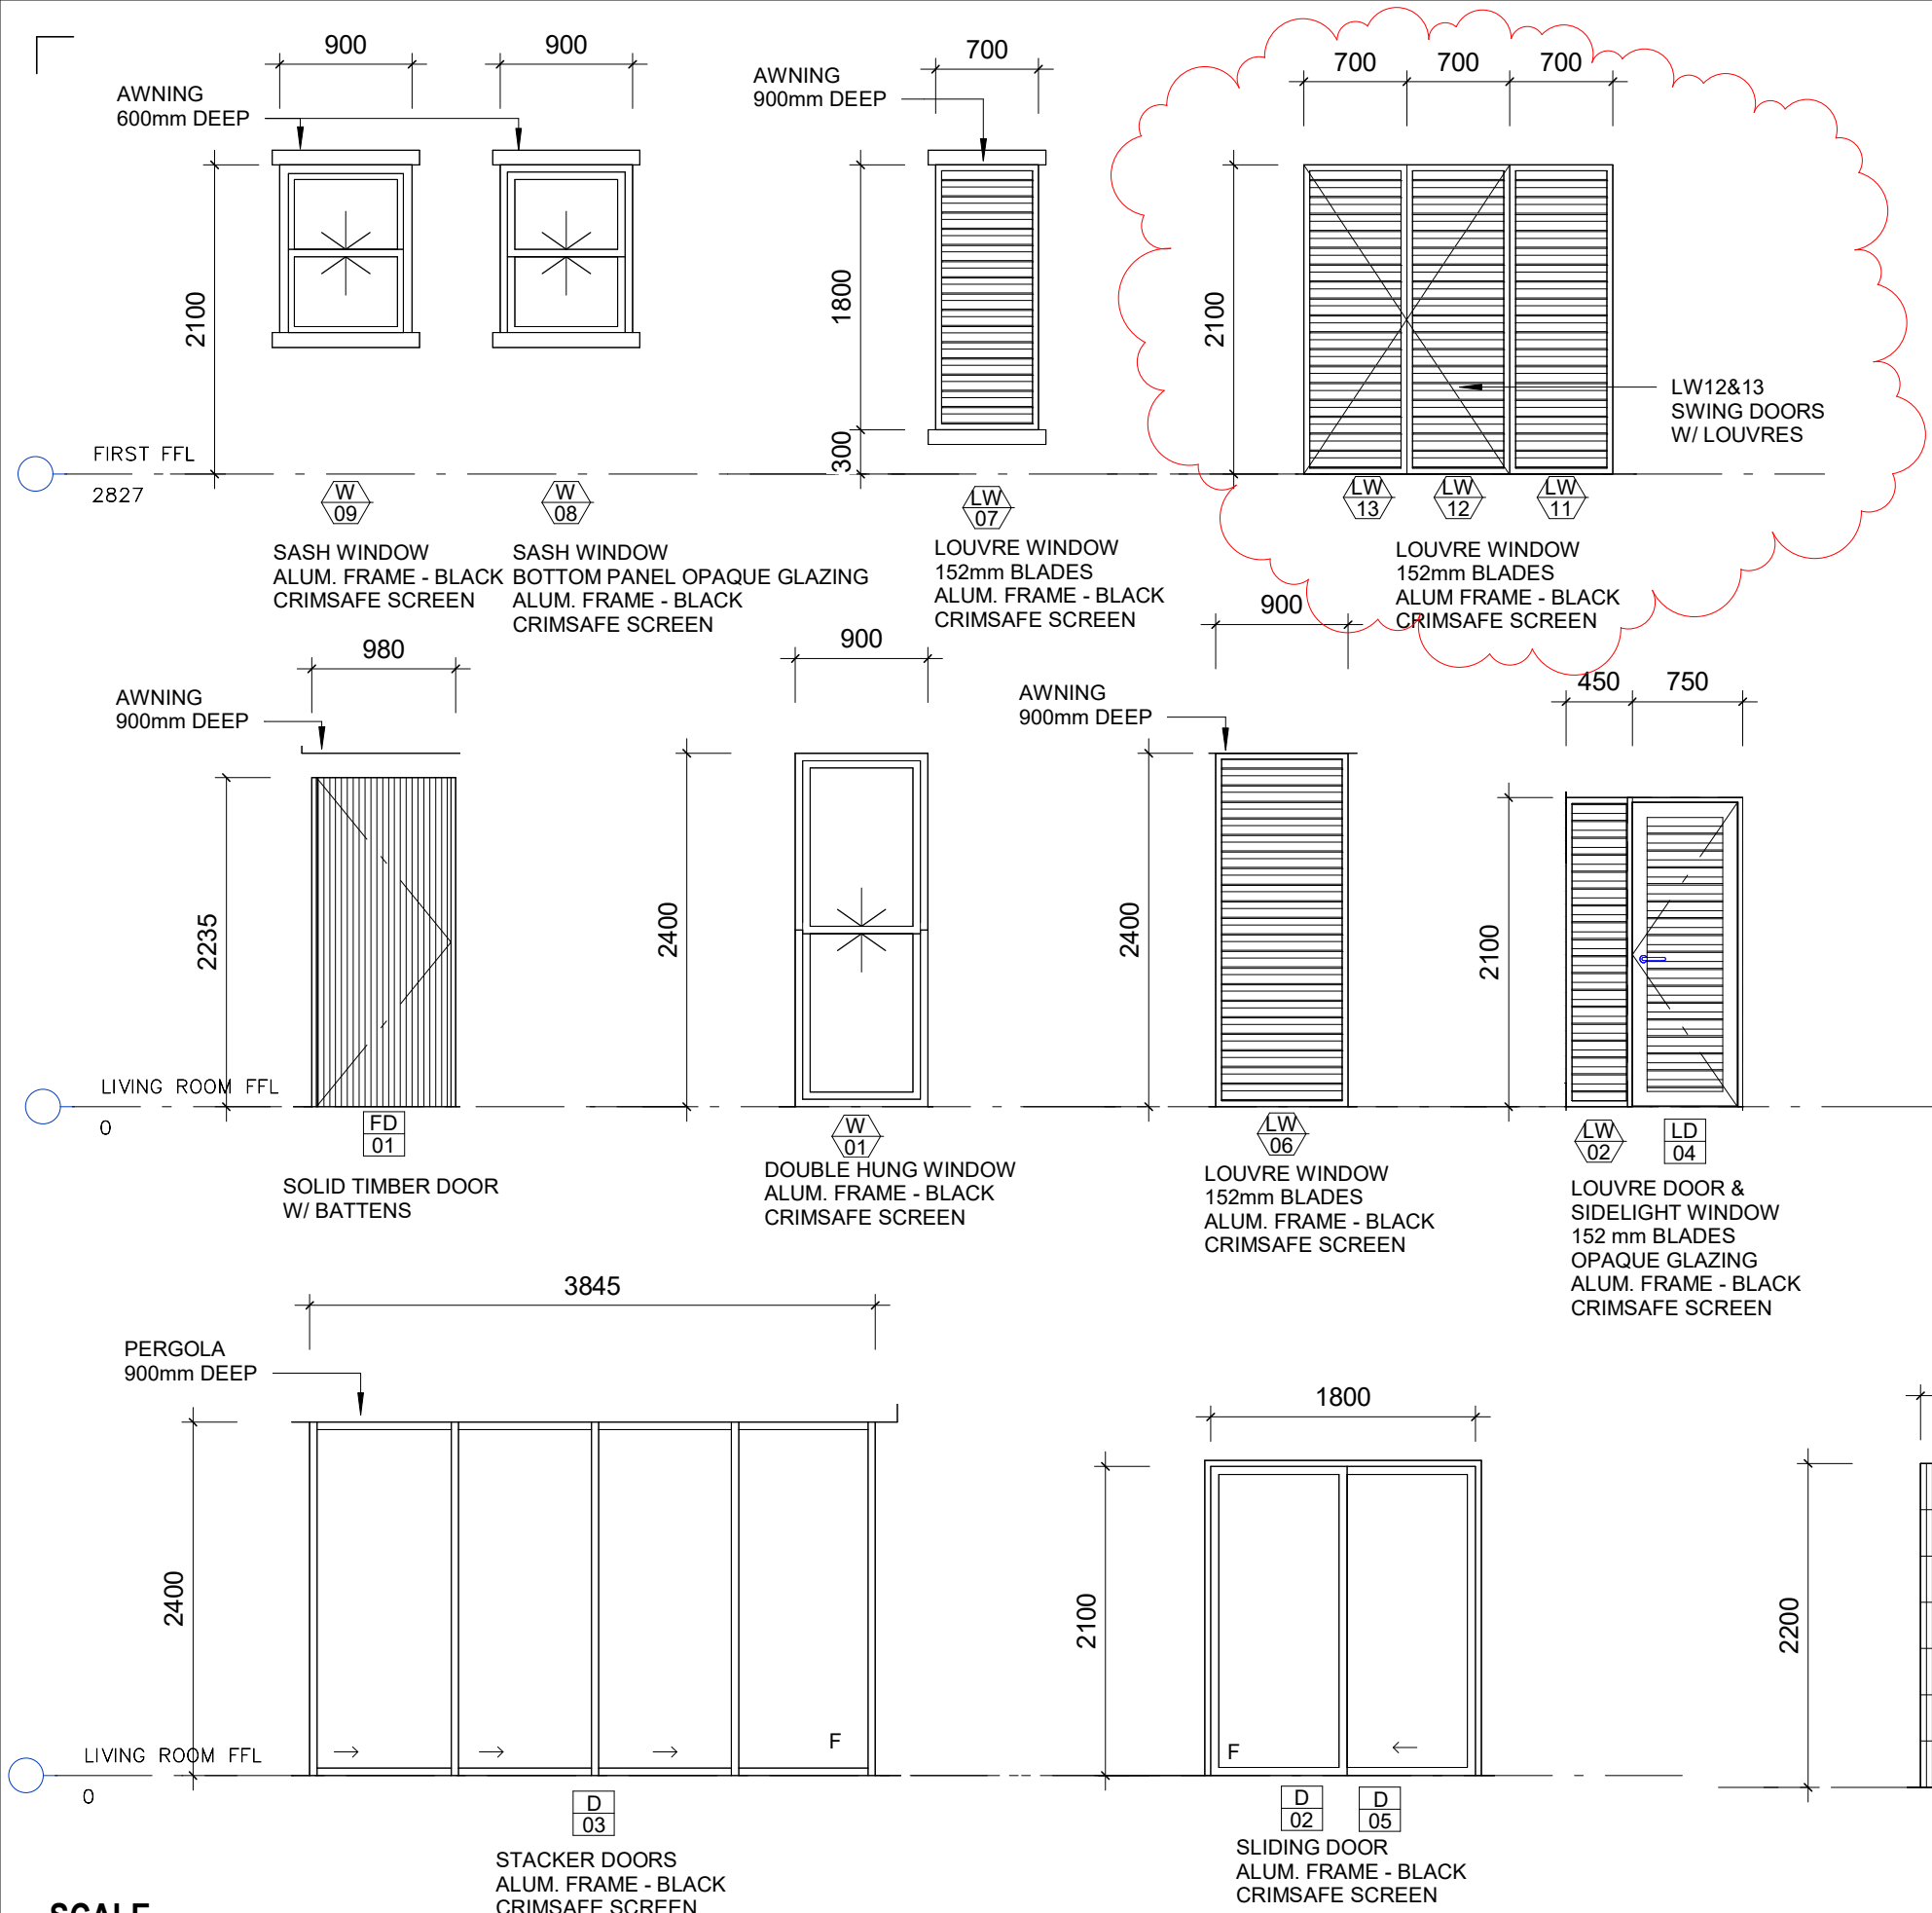 900
900
AWNING
600mm DEEP
2100
FIRST FFL
2827
W
09
SASH WINDOW
ALUM. FRAME - BLACK
CRIMSAFE SCREEN
W
08
SASH WINDOW
BOTTOM PANEL OPAQUE GLAZING
ALUM. FRAME - BLACK
CRIMSAFE SCREEN
700
AWNING
900mm DEEP
1800
300
LW
07
LOUVRE WINDOW
152mm BLADES
ALUM. FRAME - BLACK
CRIMSAFE SCREEN
700
700
700
2100
LW12&13
SWING DOORS
W/ LOUVRES
LW
13
LW
12
LW
11
LOUVRE WINDOW
152mm BLADES
ALUM FRAME - BLACK
CRIMSAFE SCREEN
980
AWNING
900mm DEEP
2235
LIVING ROOM FFL
0
FD
01
SOLID TIMBER DOOR
W/ BATTENS
900
2400
W
01
DOUBLE HUNG WINDOW
ALUM. FRAME - BLACK
CRIMSAFE SCREEN
900
AWNING
900mm DEEP
2400
LW
06
LOUVRE WINDOW
152mm BLADES
ALUM. FRAME - BLACK
CRIMSAFE SCREEN
450
750
2100
LW
02
LD
04
LOUVRE DOOR &
SIDELIGHT WINDOW
152 mm BLADES
OPAQUE GLAZING
ALUM. FRAME - BLACK
CRIMSAFE SCREEN
3845
PERGOLA
900mm DEEP
2400
LIVING ROOM FFL
0
F
D
03
STACKER DOORS
ALUM. FRAME - BLACK
CRIMSAFE SCREEN
1800
2100
F
D
02
D
05
SLIDING DOOR
ALUM. FRAME - BLACK
CRIMSAFE SCREEN
2200
SCALE